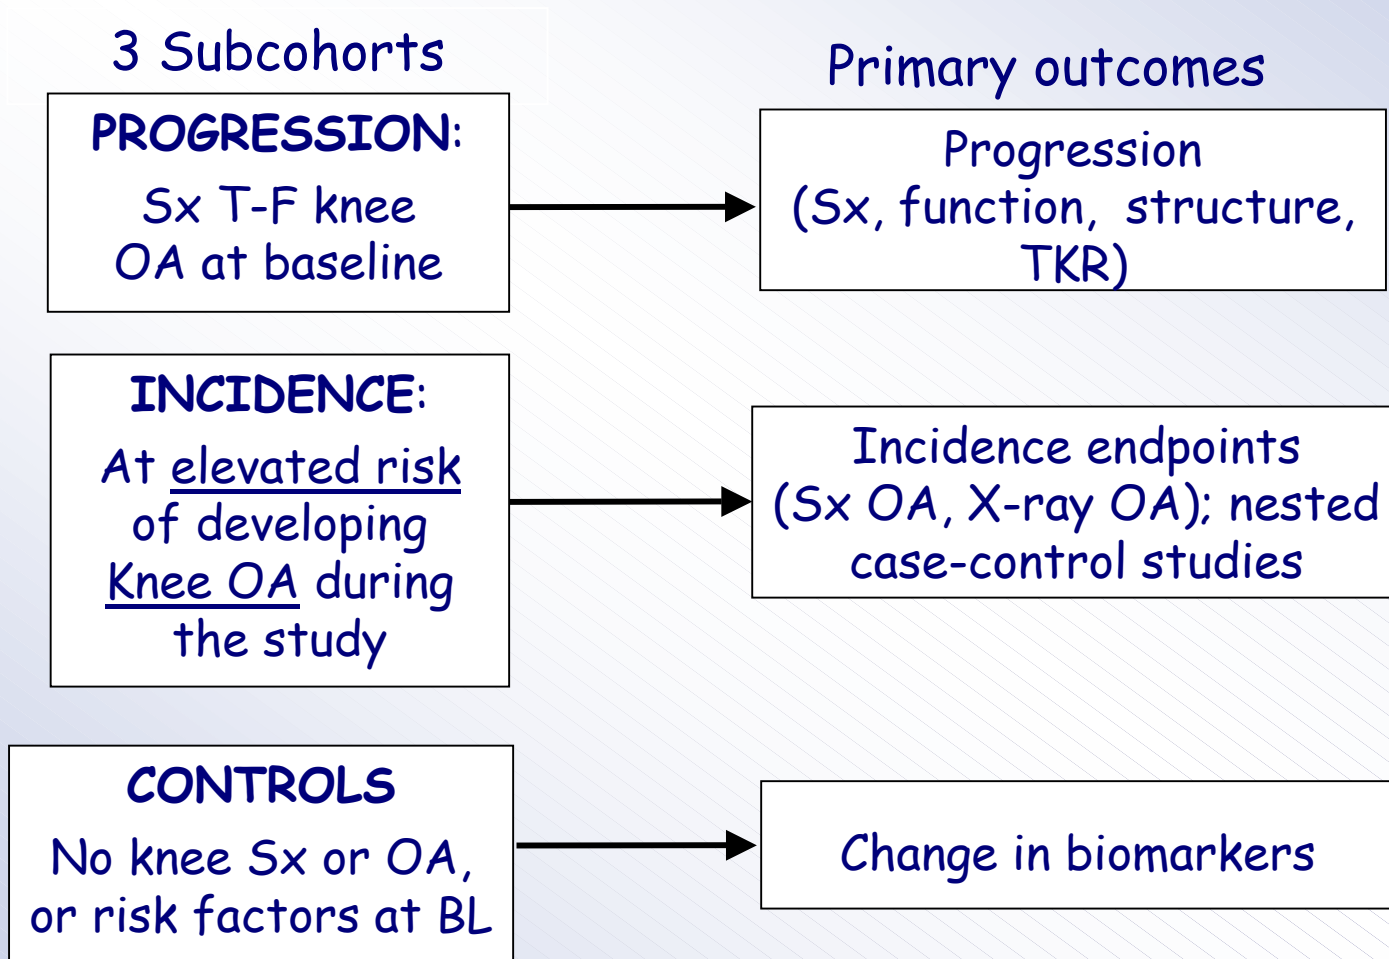 3 Subcohorts
Primary outcomes
PROGRESSION:
Sx T-F knee
OA at baseline
Progression
(Sx, function, structure,
TKR)
INCIDENCE:
At elevated risk
of developing
Knee OA during
the study
Incidence endpoints
(Sx OA, X-ray OA); nested
case-control studies
CONTROLS
No knee Sx or OA,
or risk factors at BL
Change in biomarkers